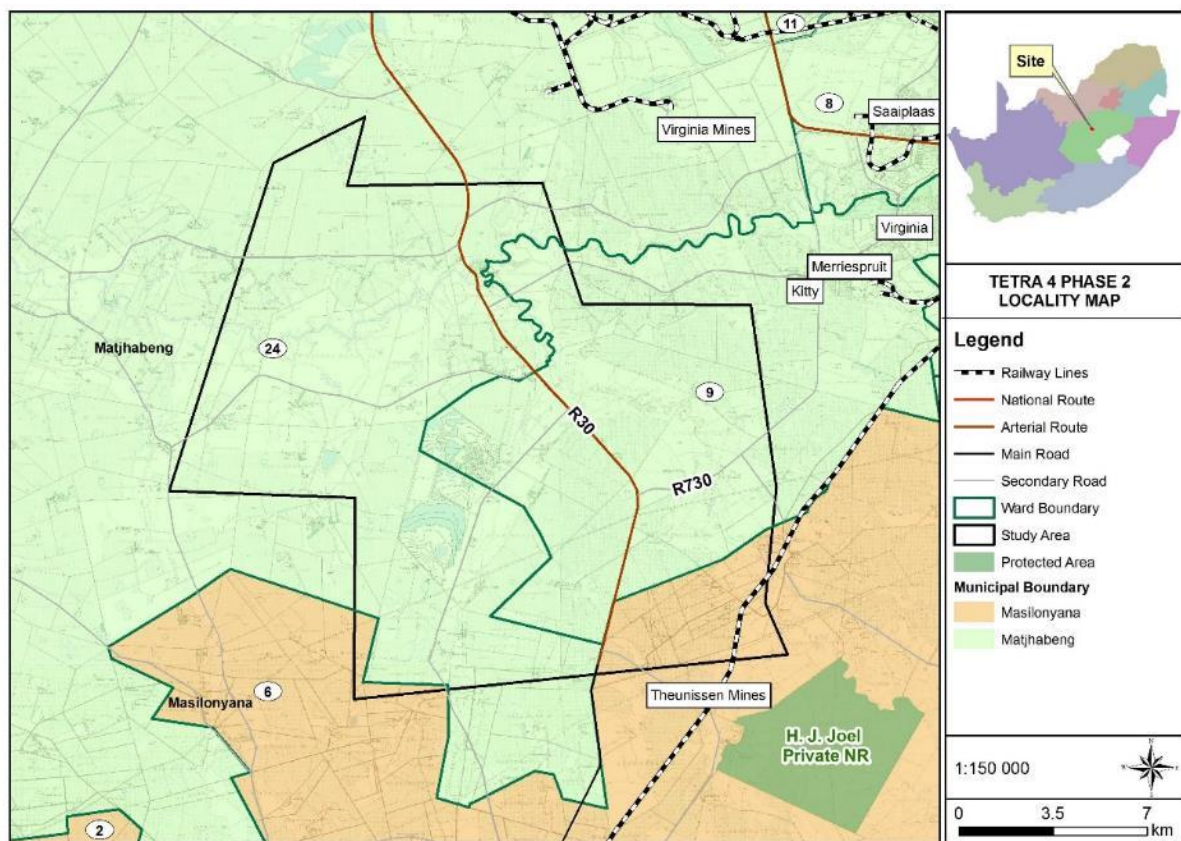 11
8
Saaiplaas
Virginia Mines
Virginia
Merriespruit
Kitty
Matjhabeng
24
9
R30
R730
Theunissen Mines
6
Masilonyana
H. J. Joel
Private NR
2
Site
TETRA 4 PHASE 2
LOCALITY MAP
Legend
Railway Lines
National Route
Arterial Route
Main Road
Secondary Road
Ward Boundary
Study Area
Protected Area
Municipal Boundary
Masilonyana
Matjhabeng
1:150 000
0 3.5 7
km